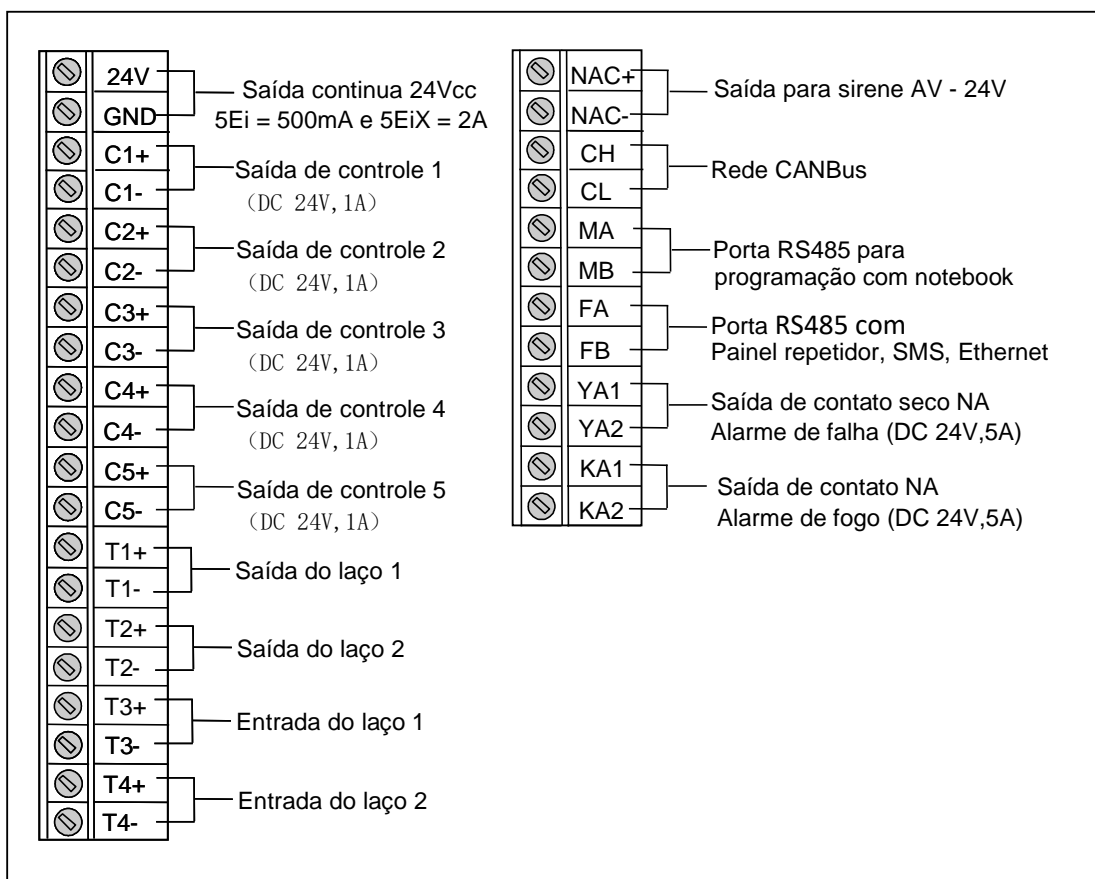 24V
GND
Saída continua 24Vcc
5Ei = 500mA e 5EiX = 2A
C1+
C1-
Saída de controle 1
(DC 24V,1A)
C2+
C2-
Saída de controle 2
(DC 24V,1A)
C3+
C3-
Saída de controle 3
(DC 24V,1A)
C4+
C4-
Saída de controle 4
(DC 24V,1A)
C5+
C5-
Saída de controle 5
(DC 24V,1A)
T1+
T1-
Saída do laço 1
T2+
T2-
Saída do laço 2
T3+
T3-
Entrada do laço 1
T4+
T4-
Entrada do laço 2
NAC+
NAC-
Saída para sirene AV - 24V
CH
CL
Rede CANBus
MA
MB
Porta RS485 para
programação com notebook
FA
FB
Porta RS485 com
Painel repetidor, SMS, Ethernet
YA1
YA2
Saída de contato seco NA
Alarme de falha (DC 24V,5A)
KA1
KA2
Saída de contato NA
Alarme de fogo (DC 24V,5A)